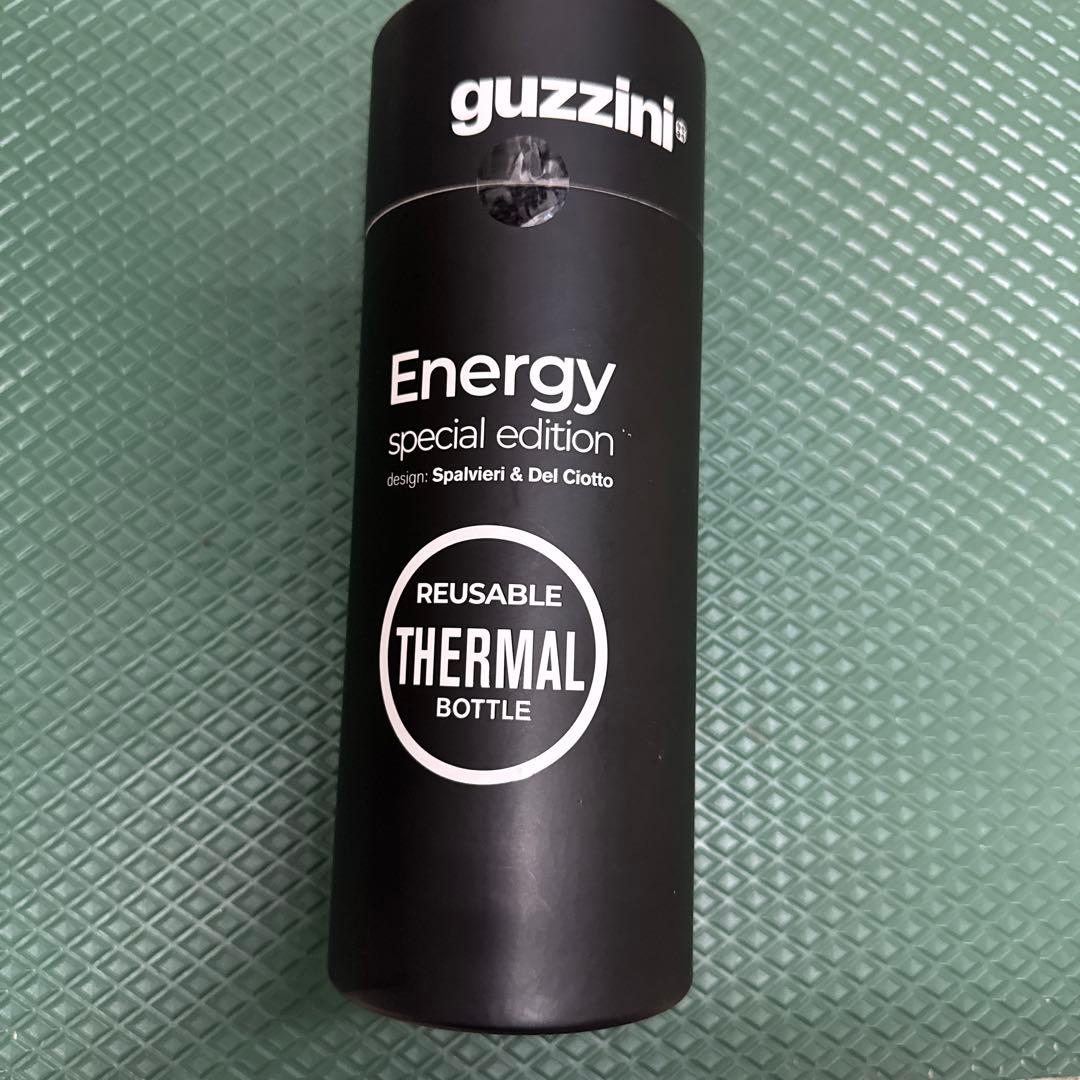 guzzini
Energy
special edition
design: Spalvieri & Del Ciotto
REUSABLE
THERMAL
BOTTLE